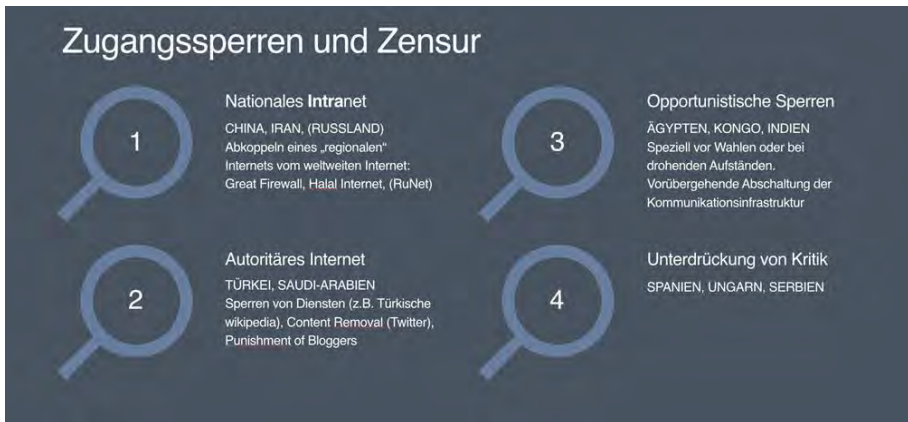 Zugangssperren und Zensur
1
Nationales Intranet
CHINA, IRAN, (RUSSLAND)
Abkoppeln eines „regionalen“
Internets vom weltweiten Internet:
Great Firewall, Halal Internet, (RuNet)
2
Autoritäres Internet
TÜRKEI, SAUDI-ARABIEN
Sperren von Diensten (z.B. Türkische
wikipedia), Content Removal (Twitter),
Punishment of Bloggers
3
Opportunistische Sperren
ÄGYPTEN, KONGO, INDIEN
Speziell vor Wahlen oder bei
drohenden Aufständen.
Vorübergehende Abschaltung der
Kommunikationsinfrastruktur
4
Unterdrückung von Kritik
SPANIEN, UNGARN, SERBIEN